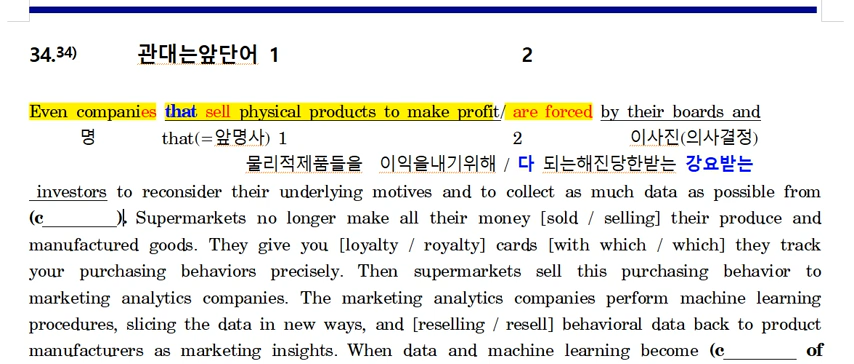 34.34) 관대는앞단어 1 2
Even companies that sell physical products to make profit/ are forced by their boards and
명 that(=앞명사) 1 2 이사진(의사결정)
물리적제품들을 이익을내기위해 / 다 되는해진당한받는 강요받는
investors to reconsider their underlying motives and to collect as much data as possible from
(c________). Supermarkets no longer make all their money [sold / selling] their produce and
manufactured goods. They give you [loyalty / royalty] cards [with which / which] they track
your purchasing behaviors precisely. Then supermarkets sell this purchasing behavior to
marketing analytics companies. The marketing analytics companies perform machine learning
procedures, slicing the data in new ways, and [reselling / resell] behavioral data back to product
manufacturers as marketing insights. When data and machine learning become (c________ of